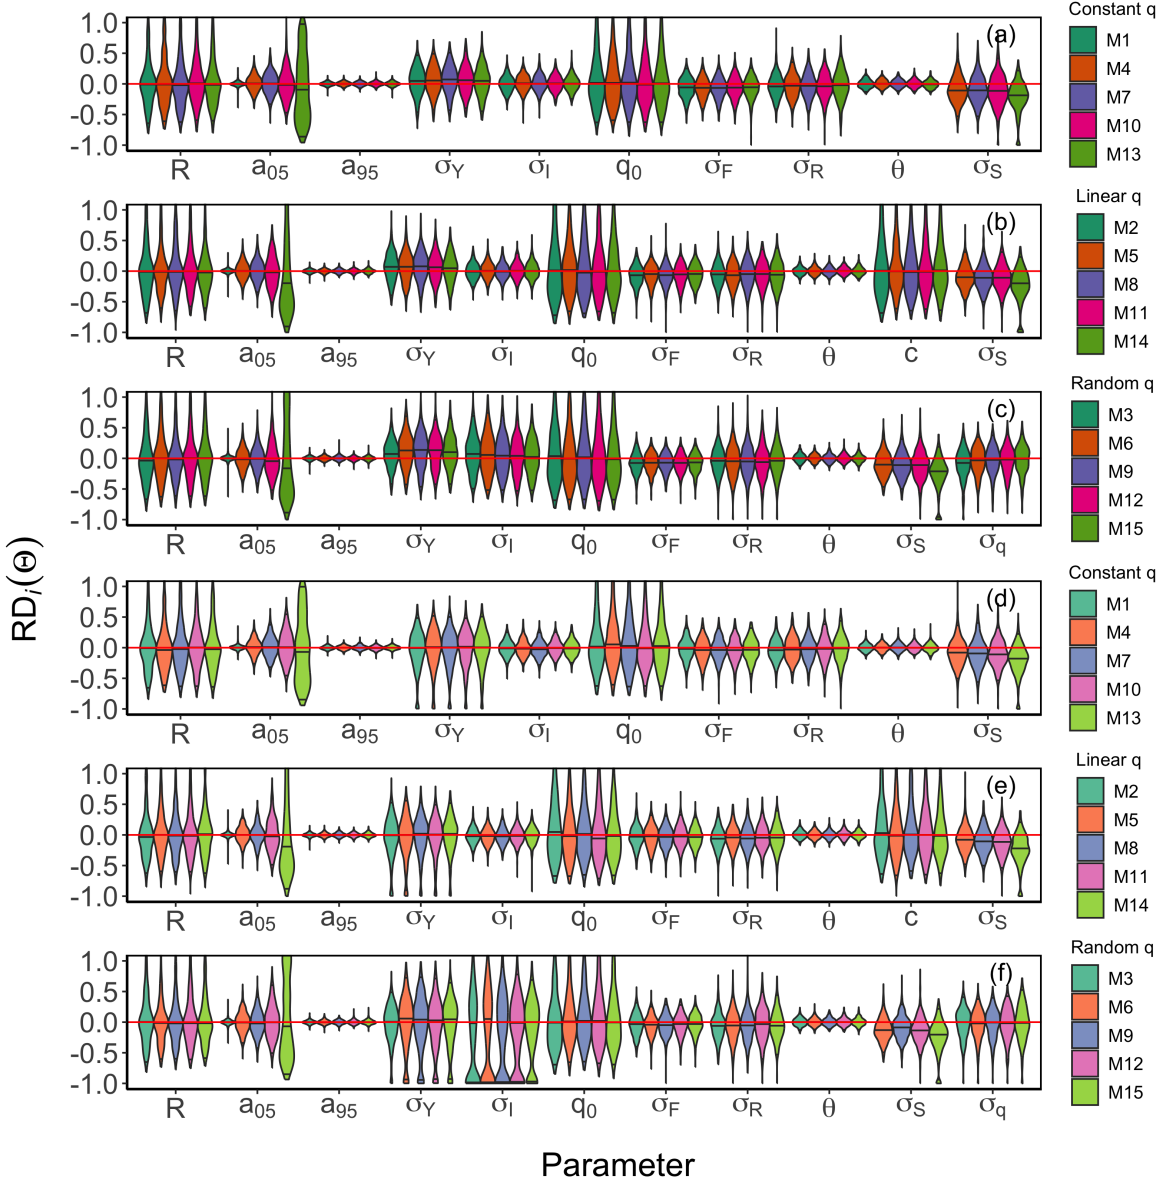 RDᵢ(Θ)
1.0
0.5
0.0
-0.5
-1.0
(a)
R a₀₅ a₉₅ σY σI q₀ σF σR θ σS
Constant q
M1
M4
M7
M10
M13
1.0
0.5
0.0
-0.5
-1.0
(b)
R a₀₅ a₉₅ σY σI q₀ σF σR θ c σS
Linear q
M2
M5
M8
M11
M14
1.0
0.5
0.0
-0.5
-1.0
(c)
R a₀₅ a₉₅ σY σI q₀ σF σR θ σS σq
Random q
M3
M6
M9
M12
M15
1.0
0.5
0.0
-0.5
-1.0
(d)
R a₀₅ a₉₅ σY σI q₀ σF σR θ σS
Constant q
M1
M4
M7
M10
M13
1.0
0.5
0.0
-0.5
-1.0
(e)
R a₀₅ a₉₅ σY σI q₀ σF σR θ c σS
Linear q
M2
M5
M8
M11
M14
1.0
0.5
0.0
-0.5
-1.0
(f)
R a₀₅ a₉₅ σY σI q₀ σF σR θ σS σq
Random q
M3
M6
M9
M12
M15
Parameter